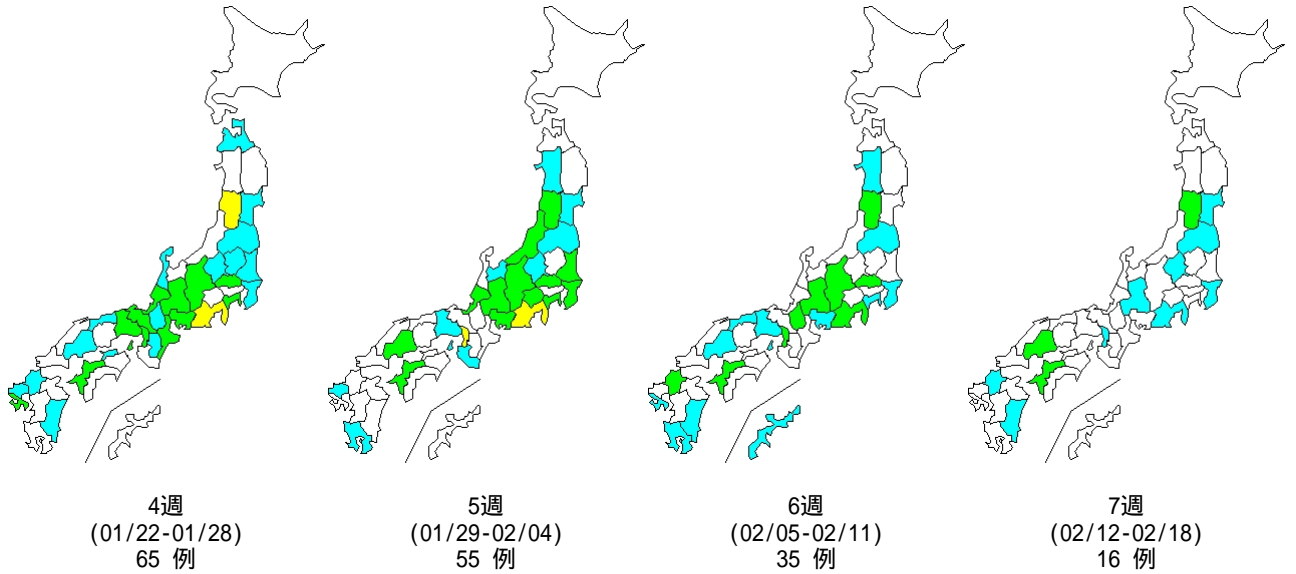 4週
(01/22-01/28)
65 例
5週
(01/29-02/04)
55 例
6週
(02/05-02/11)
35 例
7週
(02/12-02/18)
16 例